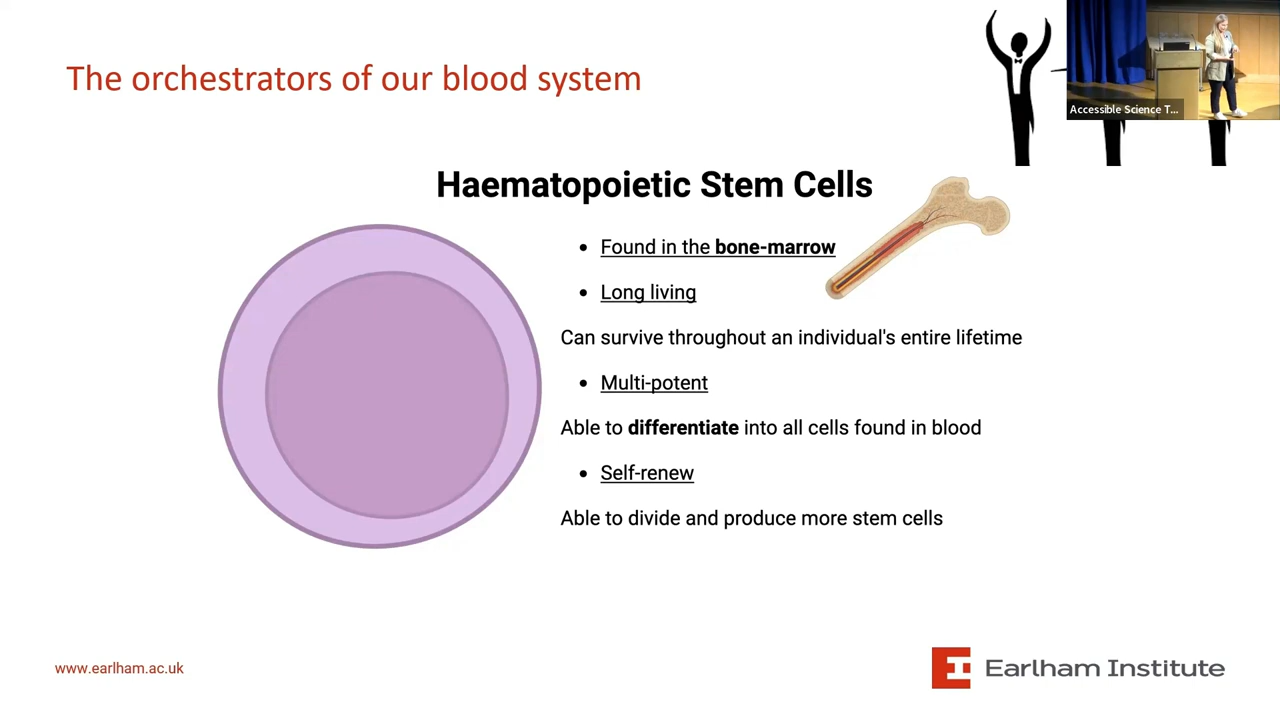 The orchestrators of our blood system
Accessible Science T...
Haematopoietic Stem Cells
• Found in the bone-marrow
• Long living
Can survive throughout an individual's entire lifetime
• Multi-potent
Able to differentiate into all cells found in blood
• Self-renew
Able to divide and produce more stem cells
www.earlham.ac.uk
Earlham Institute